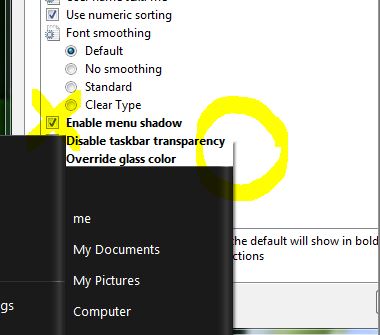 Use numeric sorting
Font smoothing
Default
No smoothing
Standard
Clear Type
Enable menu shadow
Disable taskbar transparency
Override glass color
me
the default will show in bold
My Documents
ctions
My Pictures
gs
Computer